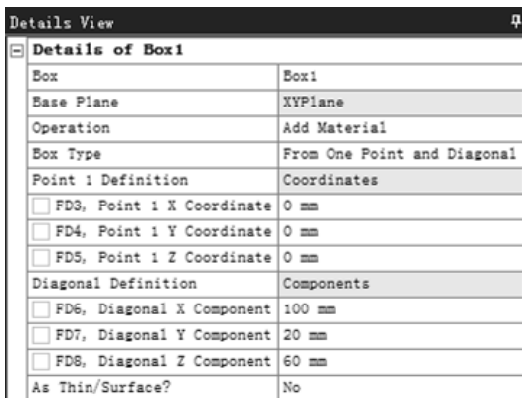 Details View
Details of Box1
Box Box1
Base Plane XYPlane
Operation Add Material
Box Type From One Point and Diagonal
Point 1 Definition Coordinates
FD3, Point 1 X Coordinate 0 mm
FD4, Point 1 Y Coordinate 0 mm
FD5, Point 1 Z Coordinate 0 mm
Diagonal Definition Components
FD6, Diagonal X Component 100 mm
FD7, Diagonal Y Component 20 mm
FD8, Diagonal Z Component 60 mm
As Thin/Surface? No